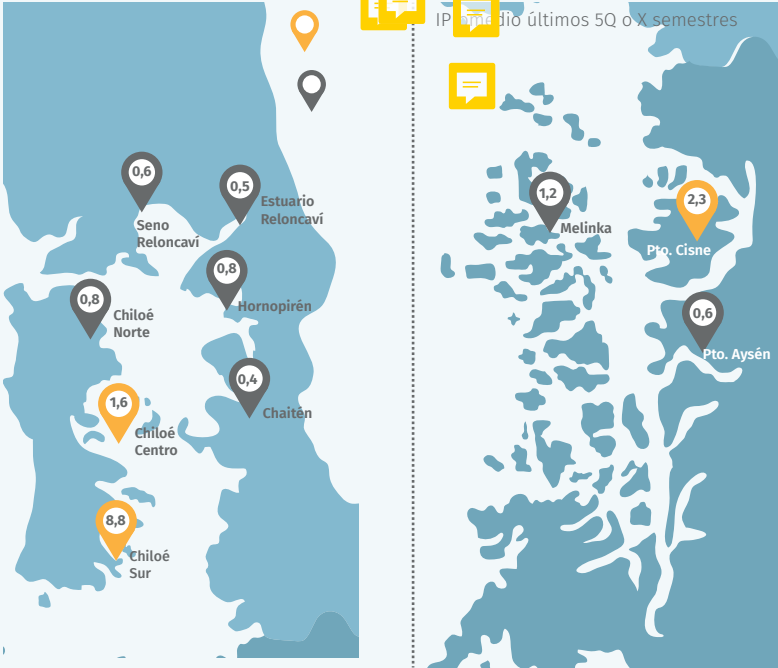 IP promedio últimos 5Q o X semestres
0,6
Seno
Reloncaví
0,5
Estuario
Reloncaví
0,8
Hornopirén
0,8
Chiloé
Norte
0,4
Chaitén
1,6
Chiloé
Centro
8,8
Chiloé
Sur
1,2
Melinka
2,3
Pto. Cisne
0,6
Pto. Aysén